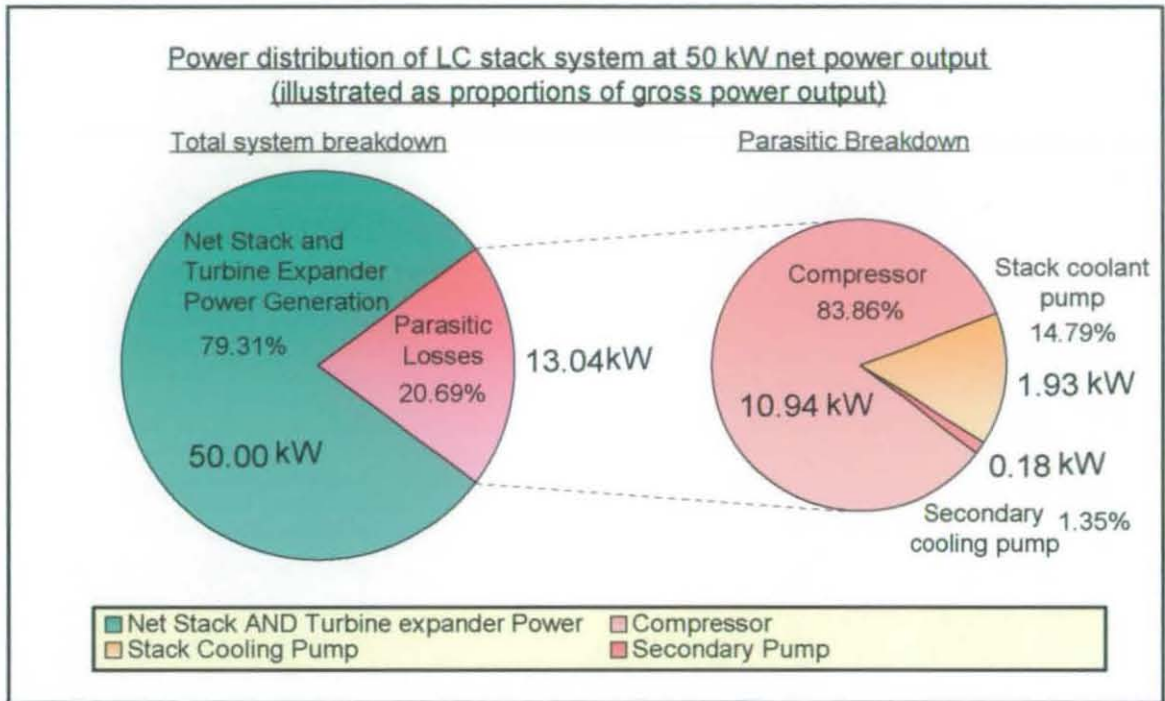 Power distribution of LC stack system at 50 kW net power output
(illustrated as proportions of gross power output)
Total system breakdown
Parasitic Breakdown
Net Stack and
Turbine Expander
Power Generation
79.31%
50.00 kW
Parasitic
Losses
20.69%
13.04kW
Compressor
83.86%
10.94 kW
Stack coolant
pump
14.79%
1.93 kW
0.18 kW
Secondary
cooling pump
1.35%
Net Stack AND Turbine expander Power
Compressor
Stack Cooling Pump
Secondary Pump